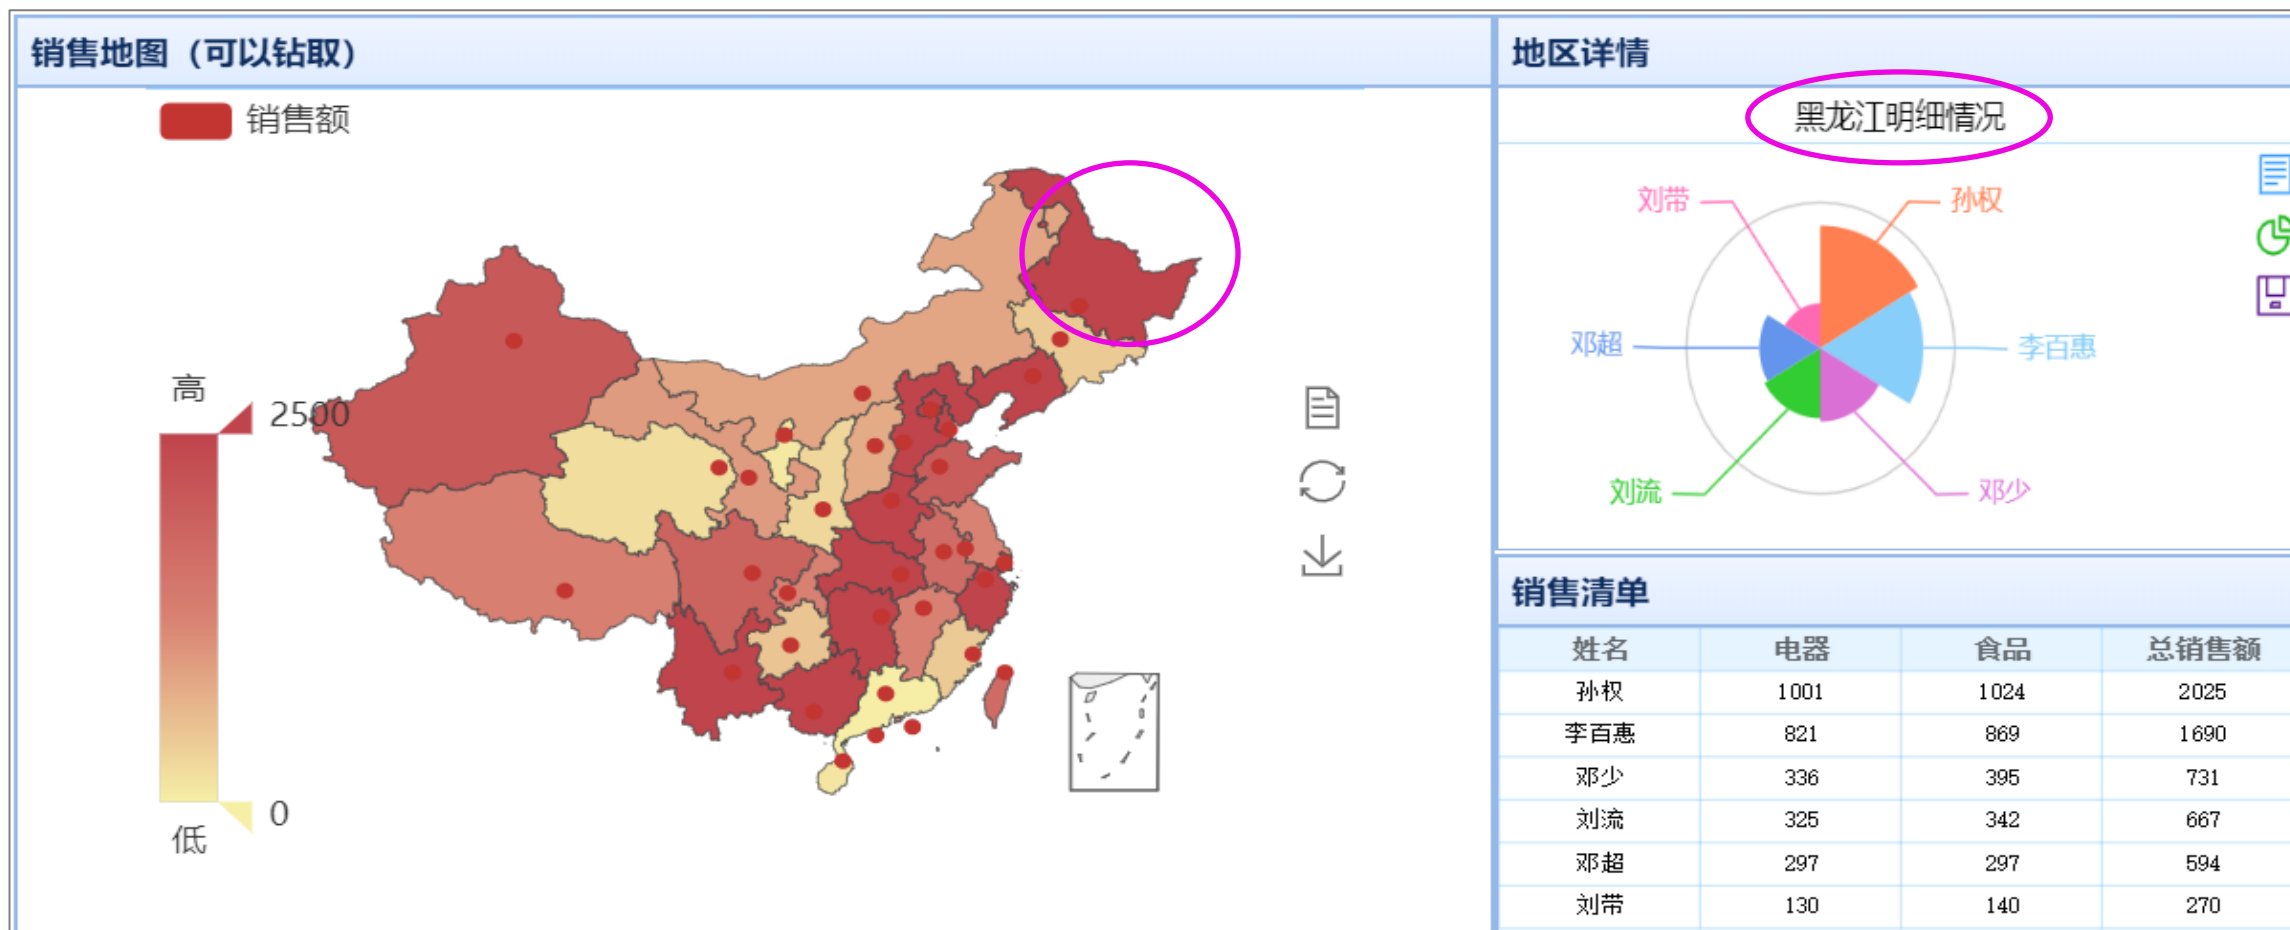 销售地图（可以钻取）
销售额
高
2500
0
低
地区详情
黑龙江明细情况
刘带
孙权
邓超
李百惠
刘流
邓少
销售清单
姓名 电器 食品 总销售额
孙权 1001 1024 2025
李百惠 821 869 1690
邓少 336 395 731
刘流 325 342 667
邓超 297 297 594
刘带 130 140 270